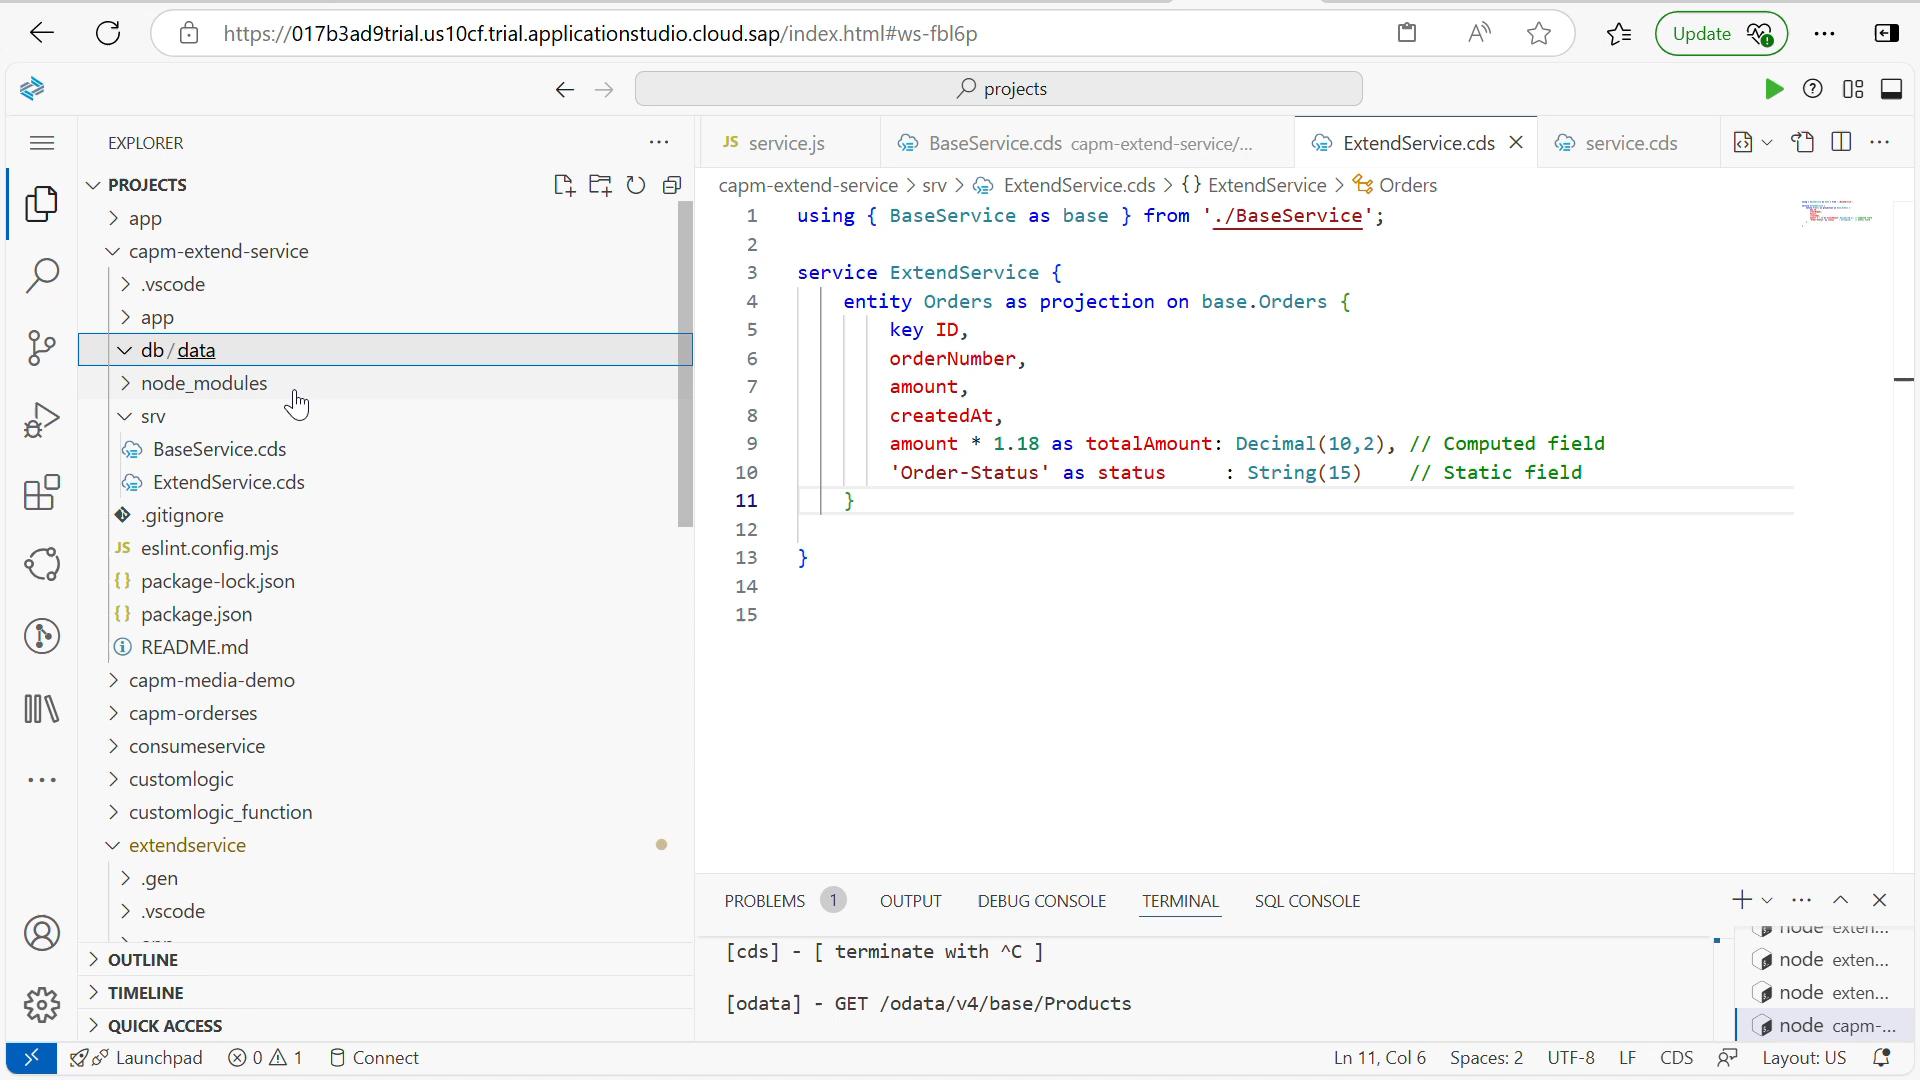 https://017b3ad9trial.us10cf.trial.applicationstudio.cloud.sap/index.html#ws-fbl6p
Update
projects
EXPLORER
PROJECTS
app
capm-extend-service
.vscode
app
db / data
node_modules
srv
BaseService.cds
ExtendService.cds
.gitignore
JS eslint.config.mjs
{} package-lock.json
{} package.json
README.md
capm-media-demo
capm-orderses
consumeservice
customlogic
customlogic_function
extendservice
.gen
.vscode
OUTLINE
TIMELINE
QUICK ACCESS
JS service.js
BaseService.cds capm-extend-service/...
ExtendService.cds
service.cds
capm-extend-service > srv > ExtendService.cds > {} ExtendService > Orders
1 using { BaseService as base } from './BaseService';
2
3 service ExtendService {
4 entity Orders as projection on base.Orders {
5 key ID,
6 orderNumber,
7 amount,
8 createdAt,
9 amount * 1.18 as totalAmount: Decimal(10,2), // Computed field
10 'Order-Status' as status : String(15) // Static field
11 }
12
13 }
14
15
PROBLEMS 1 OUTPUT DEBUG CONSOLE TERMINAL SQL CONSOLE
[cds] - [ terminate with ^C ]
[odata] - GET /odata/v4/base/Products
node exten...
node exten...
node exten...
node capm-...
Launchpad 0 1 Connect
Ln 11, Col 6 Spaces: 2 UTF-8 LF CDS Layout: US